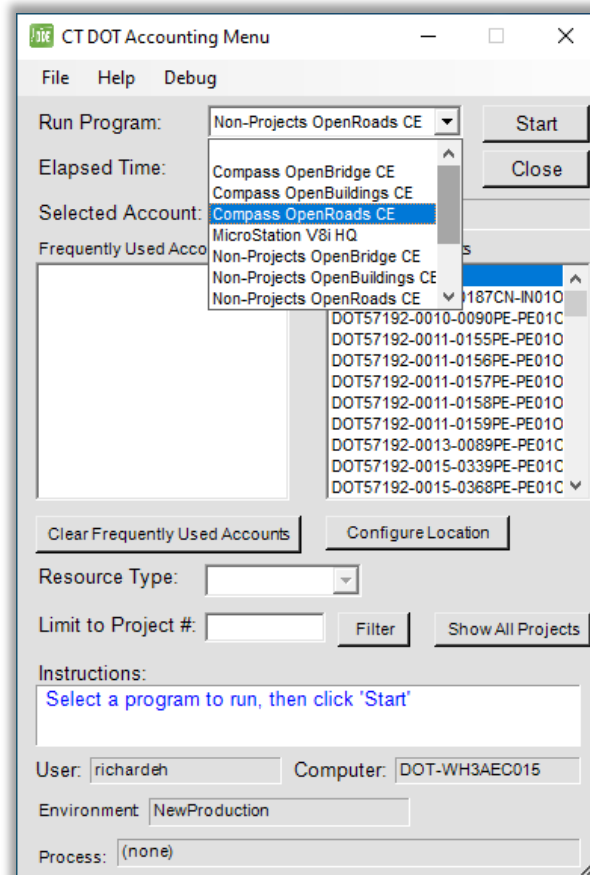 CT DOT Accounting Menu
File Help Debug
Run Program: Non-Projects OpenRoads CE Start
Elapsed Time: Close
Compass OpenBridge CE
Compass OpenBuildings CE
Selected Account: Compass OpenRoads CE
MicroStation V8i HQ
Frequently Used Acco
Non-Projects OpenBridge CE
Non-Projects OpenBuildings CE
Non-Projects OpenRoads CE
0187CN-IN01O
DOT57192-0010-0090PE-PE01C
DOT57192-0011-0155PE-PE01O
DOT57192-0011-0156PE-PE01O
DOT57192-0011-0157PE-PE01O
DOT57192-0011-0158PE-PE01O
DOT57192-0011-0159PE-PE01O
DOT57192-0013-0089PE-PE01C
DOT57192-0015-0339PE-PE01C
DOT57192-0015-0368PE-PE01C
Clear Frequently Used Accounts Configure Location
Resource Type:
Limit to Project #: Filter Show All Projects
Instructions:
Select a program to run, then click 'Start'
User: richardeh Computer: DOT-WH3AEC015
Environment NewProduction
Process: (none)